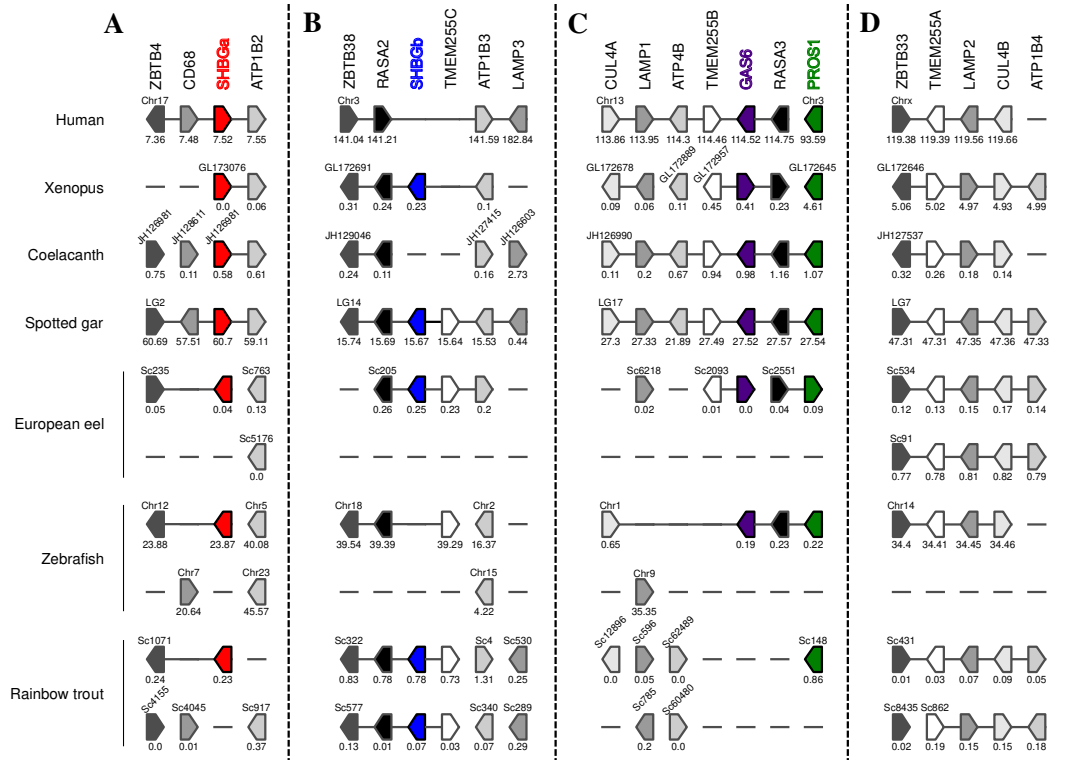 A B C D
ZBTB4 CD68 SHBGa ATP1B2 ZBTB38 RASA2 SHBGb TMEM255C ATP1B3 LAMP3 CUL4A LAMP1 ATP4B TMEM255B GAS6 RASA3 PROS1 ZBTB33 TMEM255A LAMP2 CUL4B ATP1B4
Chr17 Chr3 Chr13 Chr3 Chrx
Human
7.36 7.48 7.52 7.55 141.04 141.21 141.59 182.84 113.86 113.95 114.3 114.46 114.52 114.75 93.59 119.38 119.39 119.56 119.66
GL173076 GL172691 GL172678 GL172889 GL172957 GL172645 GL172646
Xenopus
0.0 0.06 0.31 0.24 0.23 0.1 0.09 0.06 0.11 0.45 0.41 0.23 4.61 5.06 5.02 4.97 4.93 4.99
JH126981 JH128611 JH126981 JH129046 JH127415 JH126603 JH126990 JH127537
Coelacanth
0.75 0.11 0.58 0.61 0.24 0.11 0.16 2.73 0.11 0.2 0.67 0.94 0.98 1.16 1.07 0.32 0.26 0.18 0.14
LG2 LG14 LG17 LG7
Spotted gar
60.69 57.51 60.7 59.11 15.74 15.69 15.67 15.64 15.53 0.44 27.3 27.33 21.89 27.49 27.52 27.57 27.54 47.31 47.31 47.35 47.36 47.33
Sc235 Sc763 Sc205 Sc6218 Sc2093 Sc2551 Sc534
0.05 0.04 0.13 0.26 0.25 0.23 0.2 0.02 0.01 0.0 0.04 0.09 0.12 0.13 0.15 0.17 0.14
European eel
Sc5176 Sc91
0.0 0.77 0.78 0.81 0.82 0.79
Chr12 Chr5 Chr18 Chr2 Chr1 Chr14
23.88 23.87 40.08 39.54 39.39 39.29 16.37 0.65 0.19 0.23 0.22 34.4 34.41 34.45 34.46
Zebrafish
Chr7 Chr23 Chr15 Chr9
20.64 45.57 4.22 35.35
Sc1071 Sc322 Sc4 Sc530 Sc12896 Sc596 Sc62489 Sc148 Sc431
0.24 0.23 0.83 0.78 0.78 0.73 1.31 0.25 0.0 0.05 0.0 0.86 0.01 0.03 0.07 0.09 0.05
Rainbow trout
Sc4155 Sc4045 Sc917 Sc577 Sc340 Sc289 Sc785 Sc60480 Sc8435 Sc862
0.0 0.01 0.37 0.13 0.01 0.07 0.03 0.07 0.29 0.2 0.0 0.02 0.19 0.15 0.15 0.18